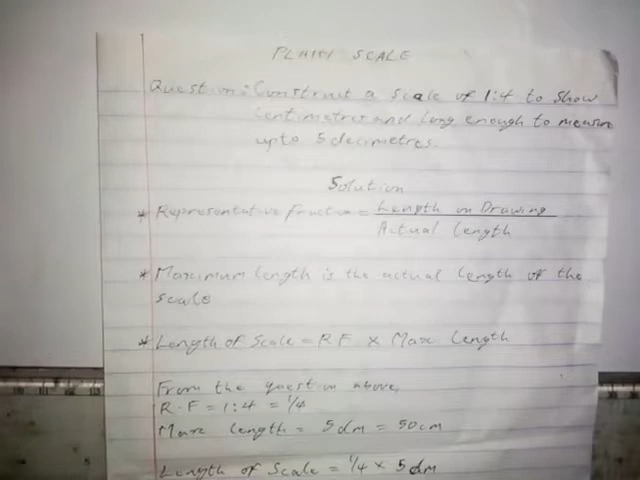 PLAIN SCALE
Question: Construct a scale of 1:4 to show
centimetres and long enough to measure
upto 5 decimetres.
Solution
* Representative Fraction = Length on Drawing
Actual Length
* Maximum length is the actual length of the
scale
* Length of Scale = RF × Max Length
From the question above,
R.F = 1:4 = 1/4
Max length = 5dm = 50cm
Length of Scale = 1/4 × 5dm